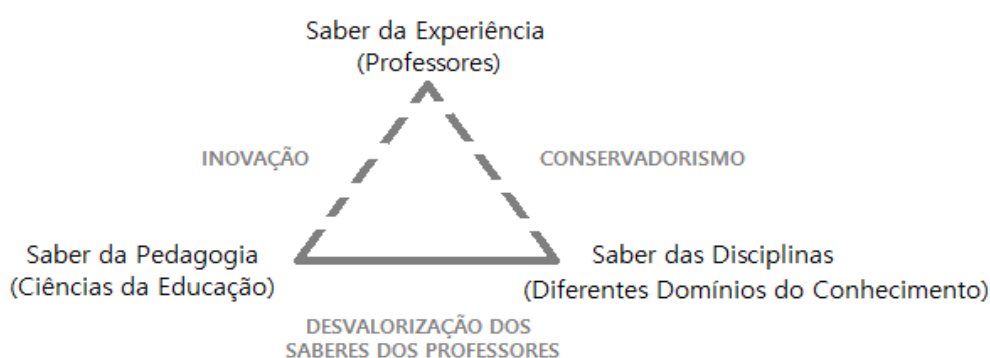 Saber da Experiência
(Professores)
INOVAÇÃO
CONSERVADORISMO
Saber da Pedagogia
(Ciências da Educação)
Saber das Disciplinas
(Diferentes Domínios do Conhecimento)
DESVALORIZAÇÃO DOS
SABERES DOS PROFESSORES